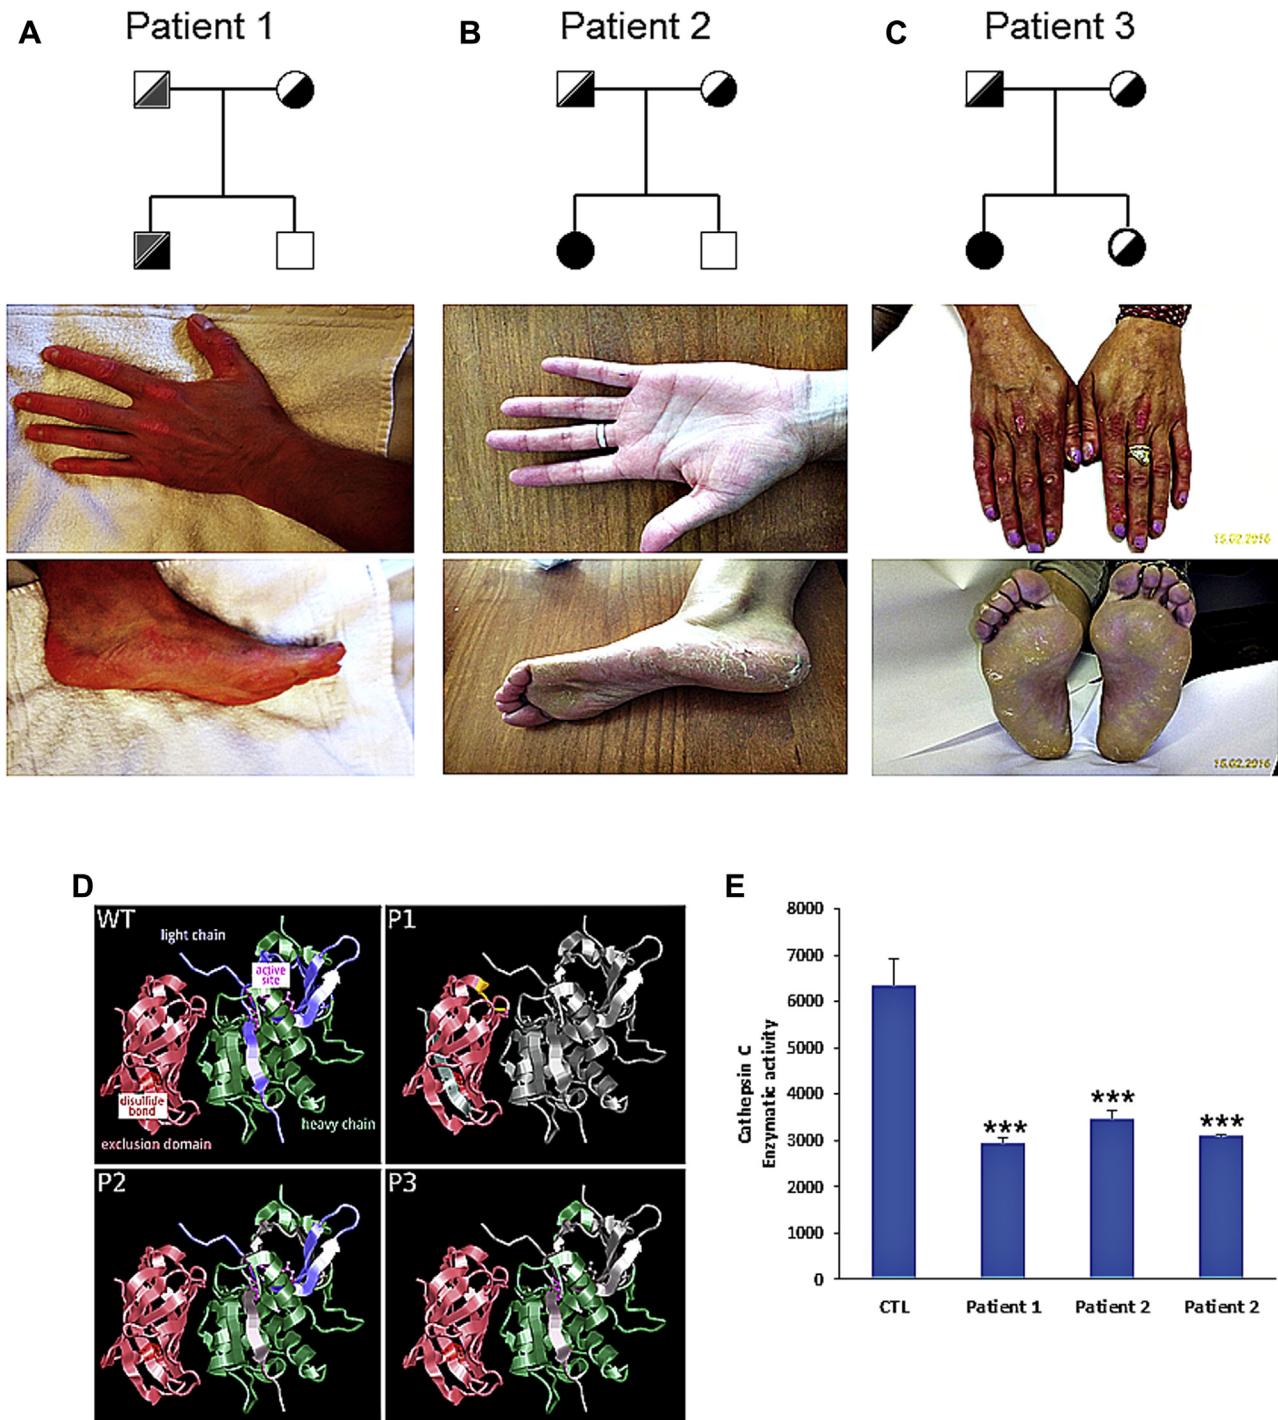 A
Patient 1
B
Patient 2
C
Patient 3
15.02.2016
15.02.2016
D
WT
light chain
active
site
disulfide
bond
exclusion domain
heavy chain
P1
P2
P3
E
Cathepsin C
Enzymatic activity
8000
7000
6000
5000
4000
3000
2000
1000
0
***
***
***
CTL
Patient 1
Patient 2
Patient 2